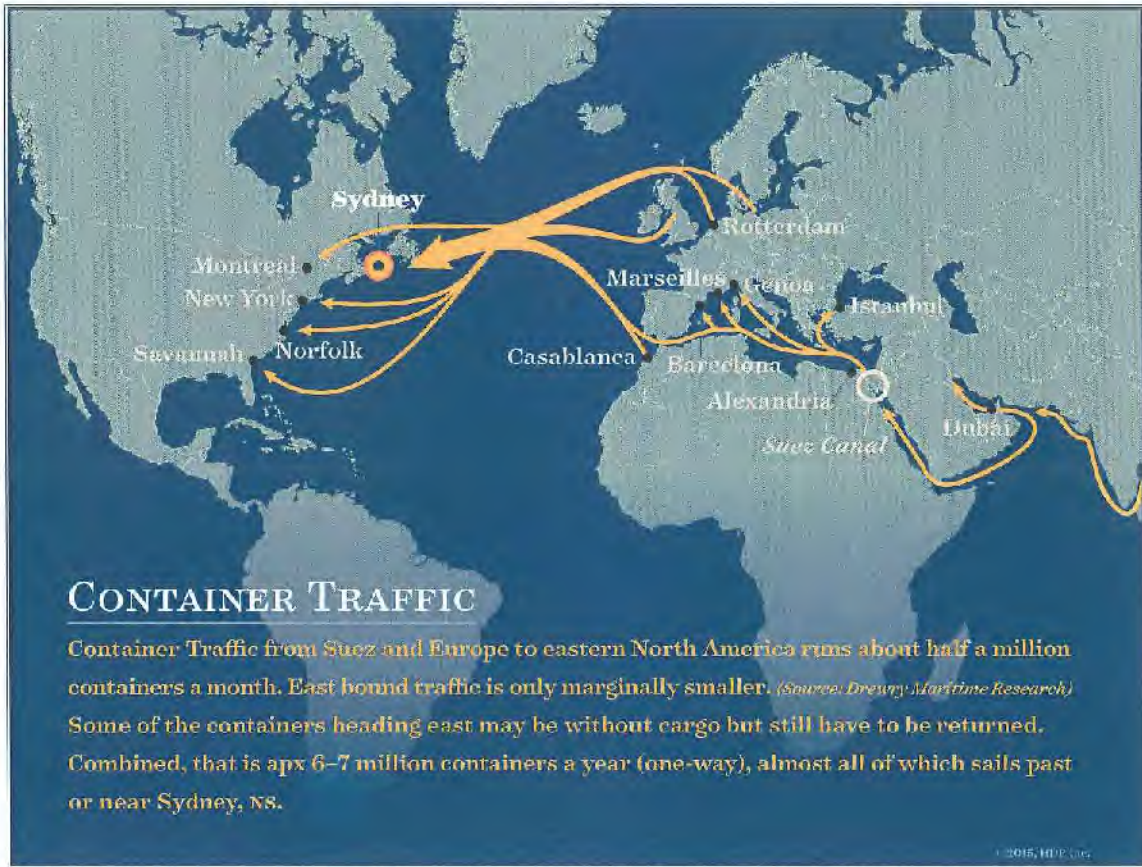 Sydney
Rotterdam
Montreal
Marseilles
Genoa
New York
Istanbul
Savannah
Norfolk
Casablanca
Barclona
Alexandria
Dubai
Suez Canal
CONTAINER TRAFFIC
Container Traffic from Suez and Europe to eastern North America runs about half a million
containers a month. East bound traffic is only marginally smaller. (Source: Drewry Maritime Research)
Some of the containers heading east may be without cargo but still have to be returned.
Combined, that is apx 6–7 million containers a year (one-way), almost all of which sails past
or near Sydney, NS.
© 2015, HDP, Inc.